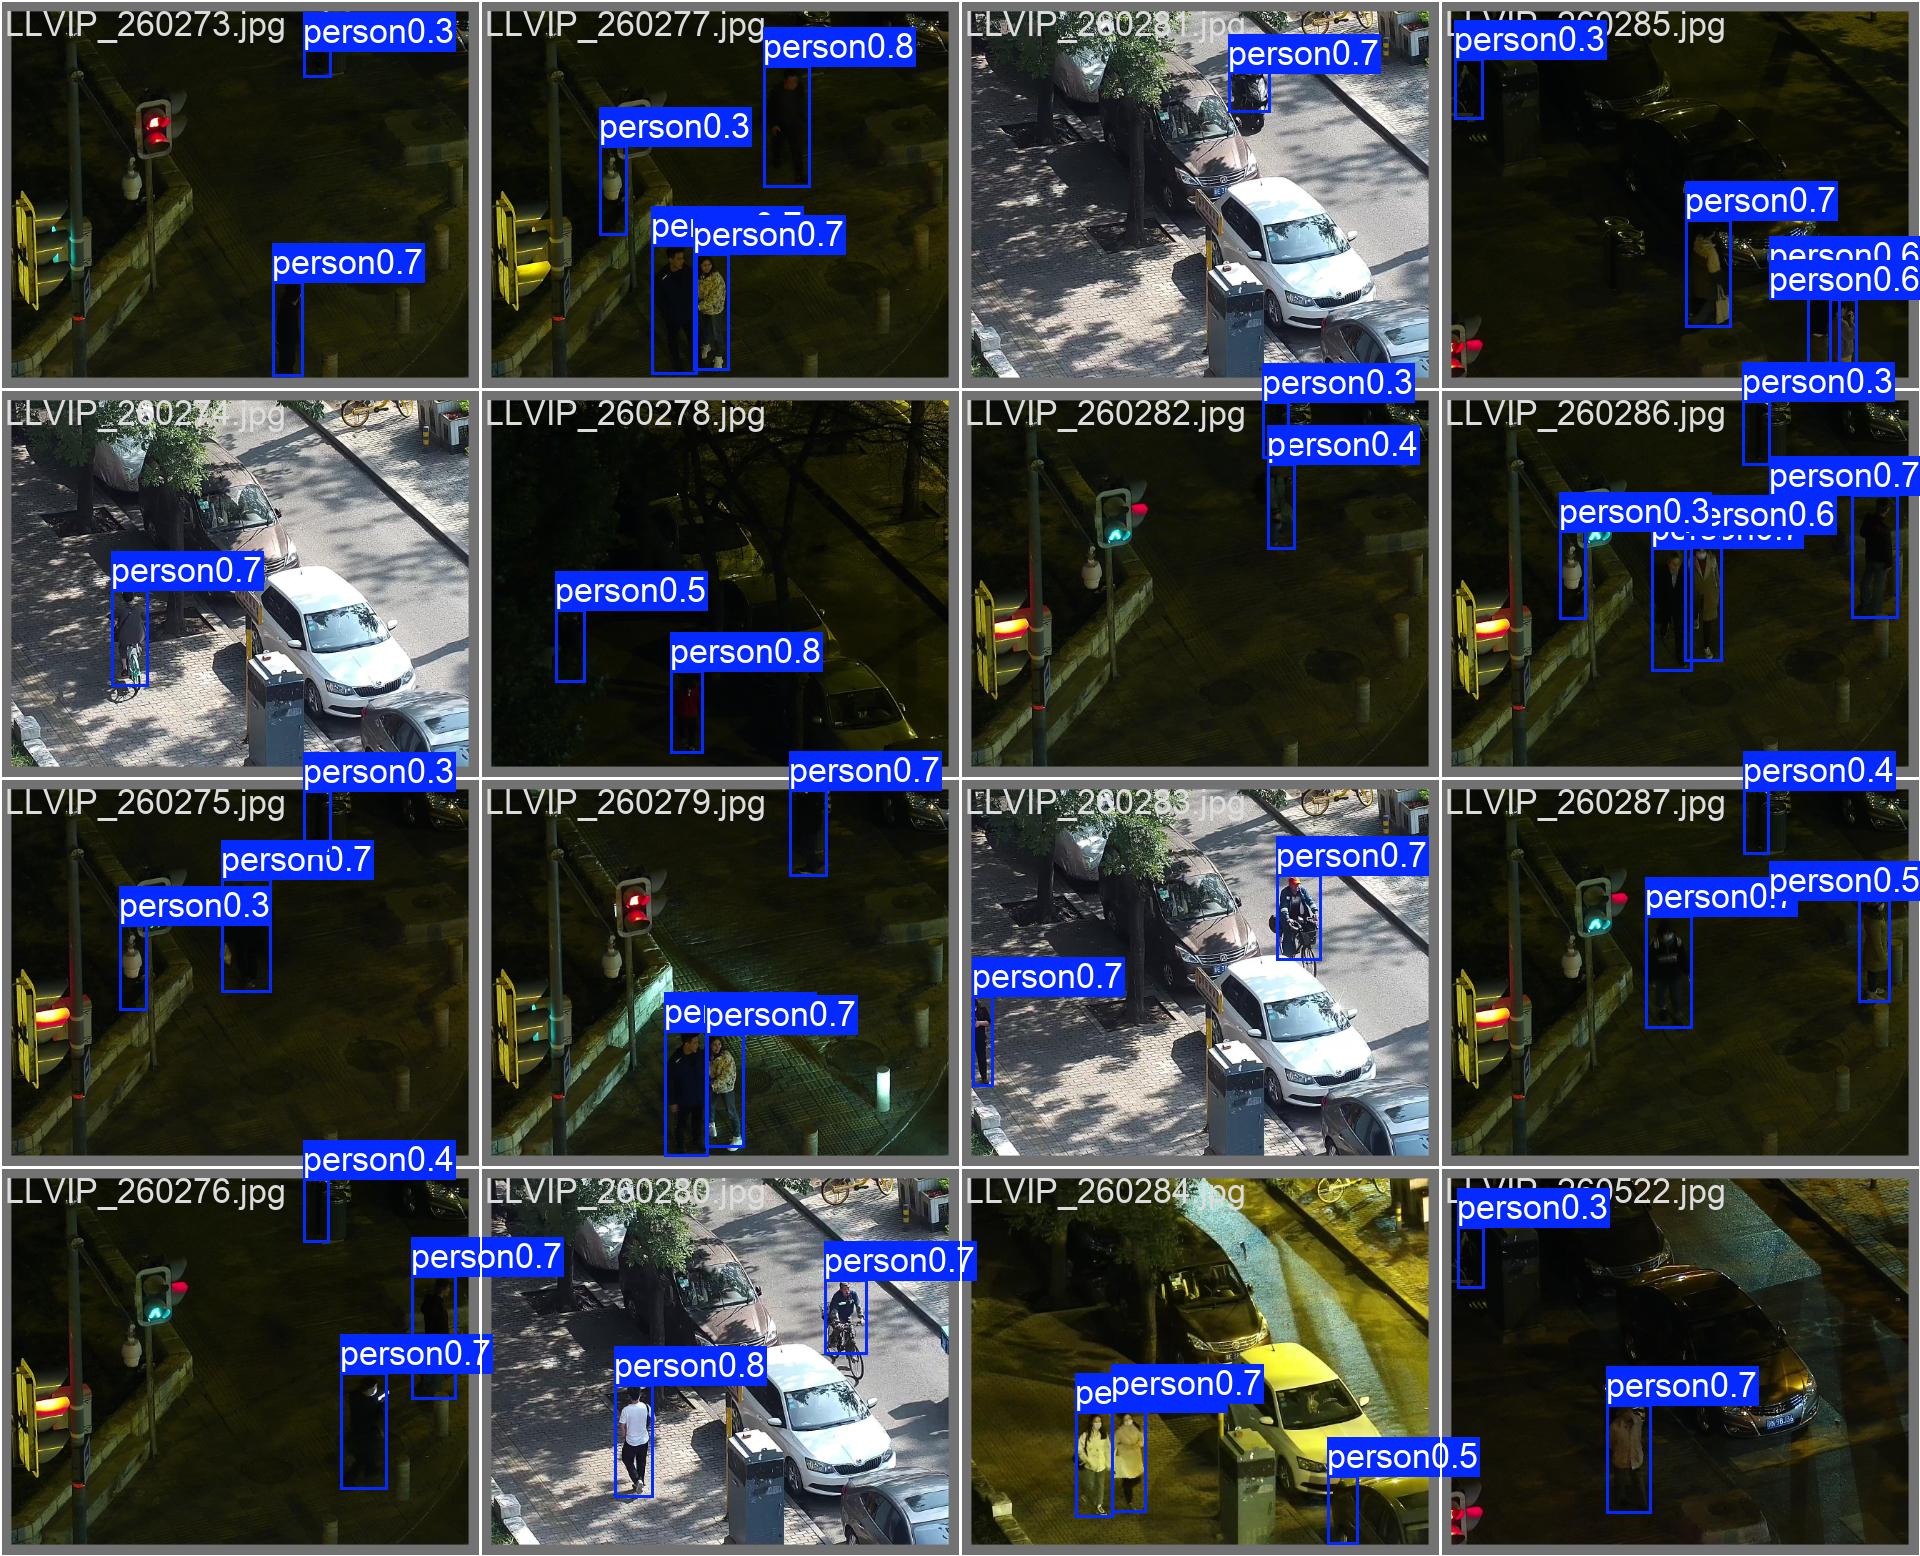 LLVIP_260273.jpg
person0.3
person0.7
LLVIP_260277.jpg
person0.8
person0.3
person0.7
LLVIP_260281.jpg
person0.7
person0.3
person0.7
person0.6
person0.6
LLVIP_260274.jpg
person0.7
LLVIP_260278.jpg
person0.5
person0.8
LLVIP_260282.jpg
person0.3
person0.4
LLVIP_260286.jpg
person0.3
person0.7
person0.3
LLVIP_260275.jpg
person0.3
person0.7
person0.3
LLVIP_260279.jpg
person0.7
person0.7
LLVIP_260283.jpg
person0.7
person0.7
LLVIP_260287.jpg
person0.4
person0.5
LLVIP_260276.jpg
person0.4
person0.7
person0.7
LLVIP_260280.jpg
person0.7
person0.8
LLVIP_260284.jpg
person0.7
person0.5
person0.3
person0.7